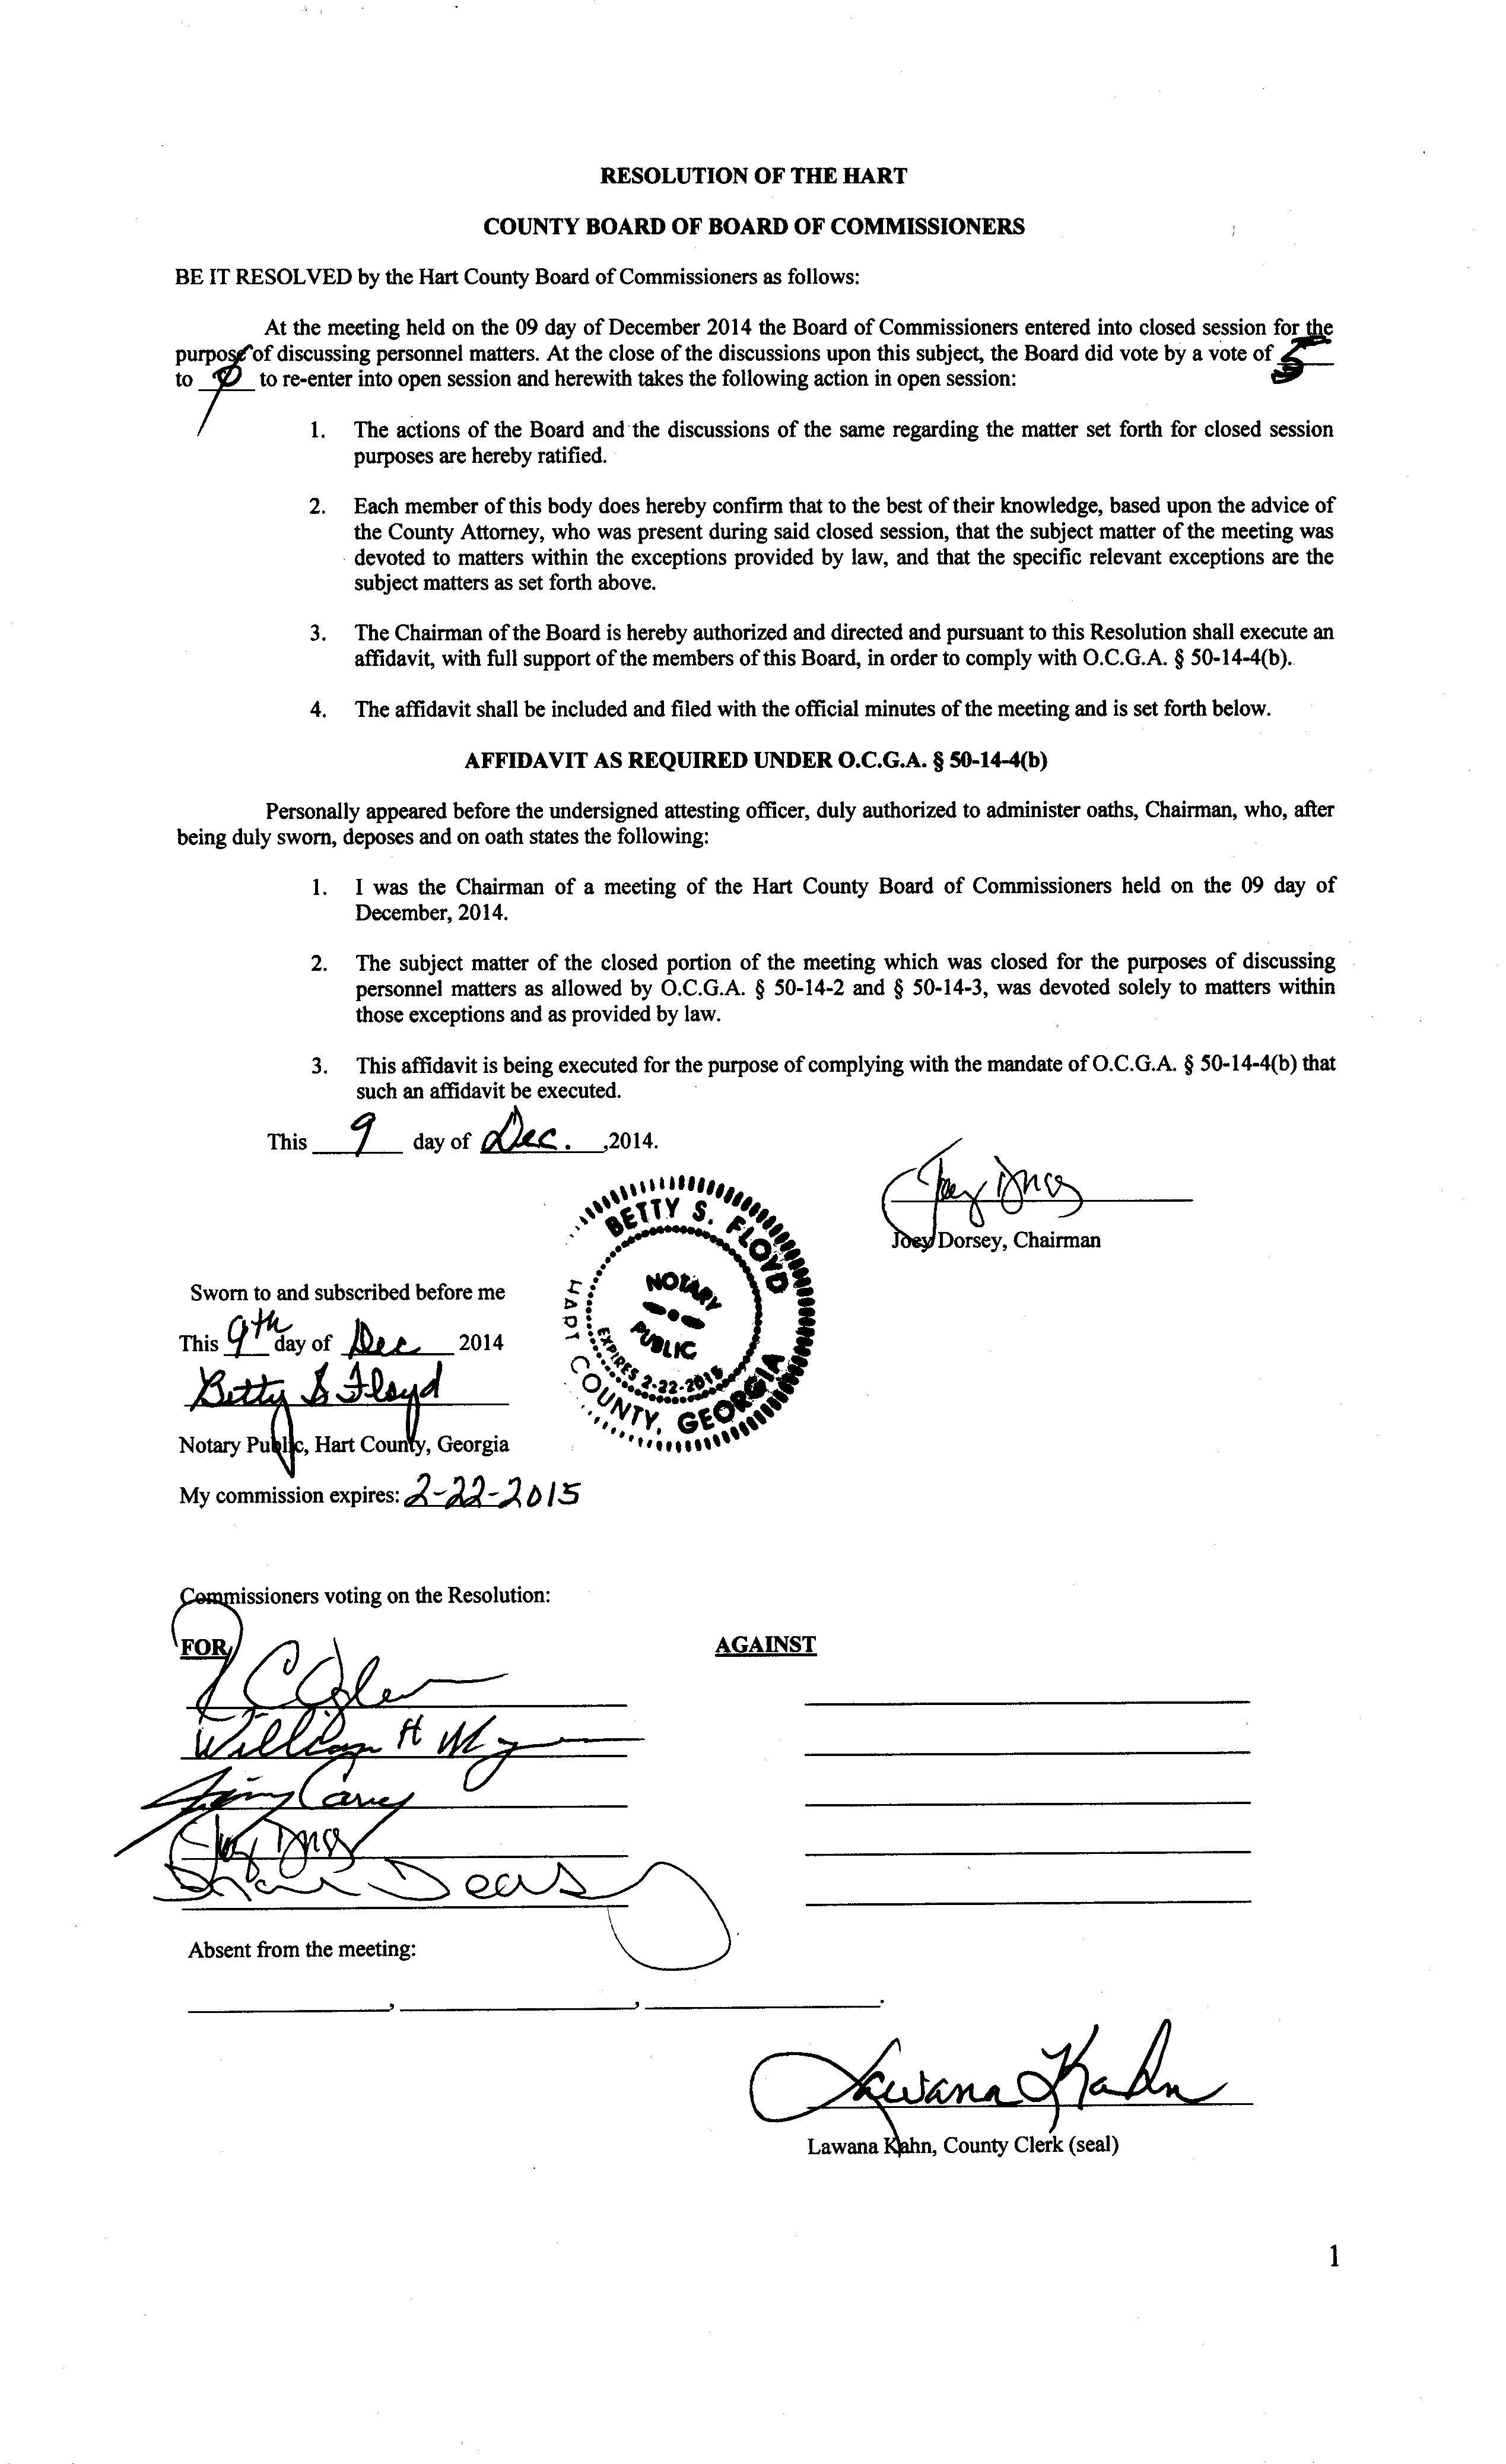 RESOLUTION OF THE HART
COUNTY BOARD OF BOARD OF COMMISSIONERS
BE IT RESOLVED by the Hart County Board of Commissioners as follows:
At the meeting held on the 09 day of December 2014 the Board of Commissioners entered into closed session for the
purpose of discussing personnel matters. At the close of the discussions upon this subject, the Board did vote by a vote of 5
to 0 to re-enter into open session and herewith takes the following action in open session:
1. The actions of the Board and the discussions of the same regarding the matter set forth for closed session
purposes are hereby ratified.
2. Each member of this body does hereby confirm that to the best of their knowledge, based upon the advice of
the County Attorney, who was present during said closed session, that the subject matter of the meeting was
devoted to matters within the exceptions provided by law, and that the specific relevant exceptions are the
subject matters as set forth above.
3. The Chairman of the Board is hereby authorized and directed and pursuant to this Resolution shall execute an
affidavit, with full support of the members of this Board, in order to comply with O.C.G.A. § 50-14-4(b).
4. The affidavit shall be included and filed with the official minutes of the meeting and is set forth below.
AFFIDAVIT AS REQUIRED UNDER O.C.G.A. § 50-14-4(b)
Personally appeared before the undersigned attesting officer, duly authorized to administer oaths, Chairman, who, after
being duly sworn, deposes and on oath states the following:
1. I was the Chairman of a meeting of the Hart County Board of Commissioners held on the 09 day of
December, 2014.
2. The subject matter of the closed portion of the meeting which was closed for the purposes of discussing
personnel matters as allowed by O.C.G.A. § 50-14-2 and § 50-14-3, was devoted solely to matters within
those exceptions and as provided by law.
3. This affidavit is being executed for the purpose of complying with the mandate of O.C.G.A. § 50-14-4(b) that
such an affidavit be executed.
This 9 day of Dec. ,2014.
Joey Dorsey, Chairman
BETTY S. FLOYD
NOTARY
PUBLIC
EXPIRES 2-22-2015
HART COUNTY, GEORGIA
Sworn to and subscribed before me
This 9th day of Dec 2014
Betty S Floyd
Notary Public, Hart County, Georgia
My commission expires: 2-22-2015
Commissioners voting on the Resolution:
FOR AGAINST
William H
Jimmy Carey
Deas
Absent from the meeting:
Lawana Kahn
Lawana Kahn, County Clerk (seal)
1